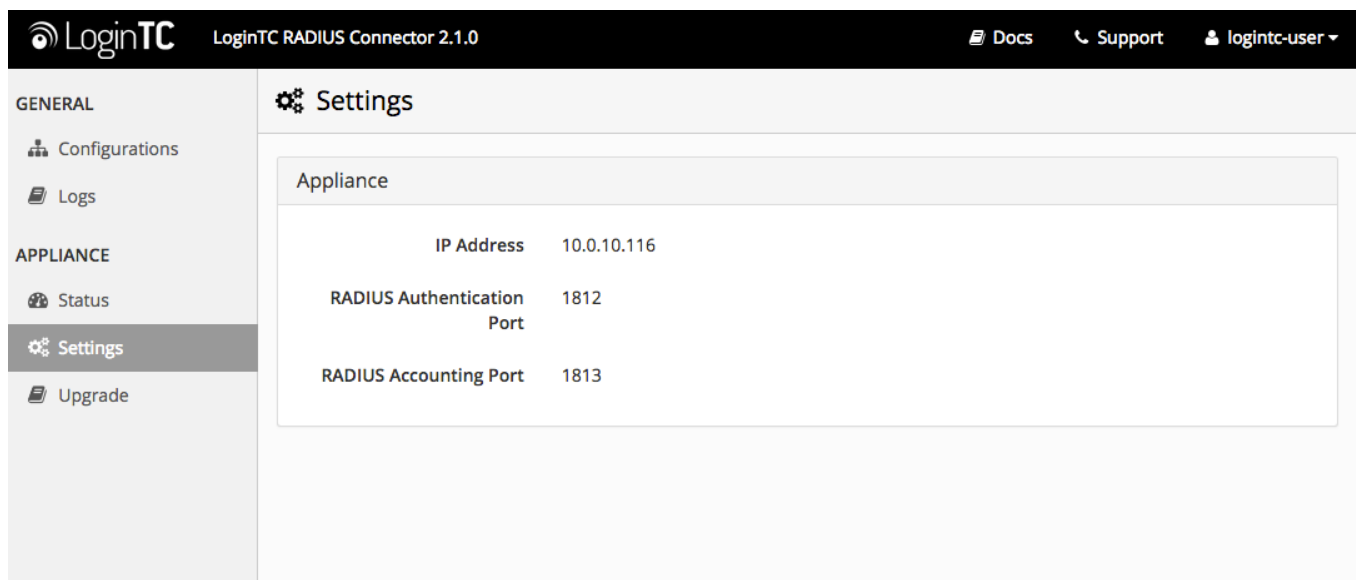 LoginTC LoginTC RADIUS Connector 2.1.0 Docs Support logintc-user
GENERAL
Configurations
Logs
APPLIANCE
Status
Settings
Upgrade
Settings
Appliance
IP Address 10.0.10.116
RADIUS Authentication 1812
Port
RADIUS Accounting Port 1813